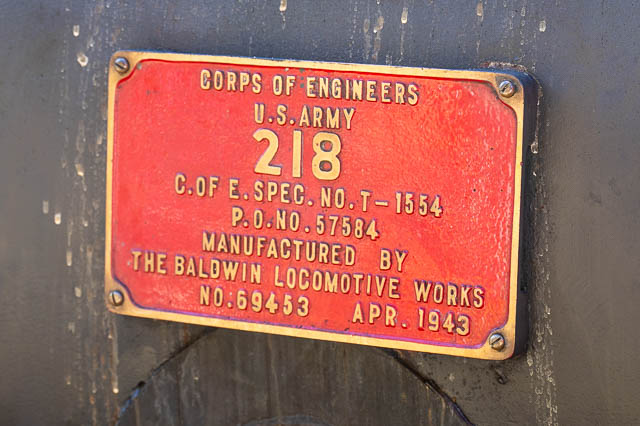 CORPS OF ENGINEERS
U.S.ARMY
218
C.OF E.SPEC. NO.T-1554
P.O.NO.57584
MANUFACTURED BY
THE BALDWIN LOCOMOTIVE WORKS
NO.69453 APR. 1943